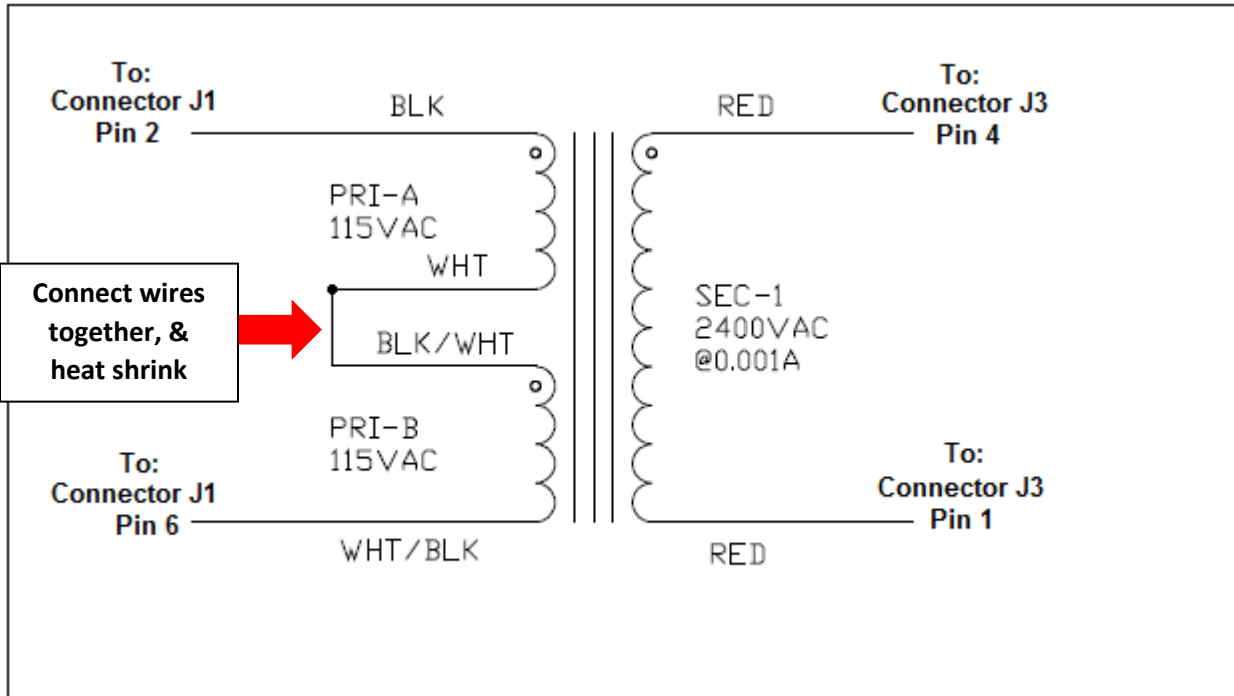 To:
Connector J1
Pin 2
BLK
RED
To:
Connector J3
Pin 4
PRI-A
115VAC
WHT
Connect wires
together, &
heat shrink
BLK/WHT
SEC-1
2400VAC
@0.001A
PRI-B
115VAC
To:
Connector J1
Pin 6
WHT/BLK
To:
Connector J3
Pin 1
RED